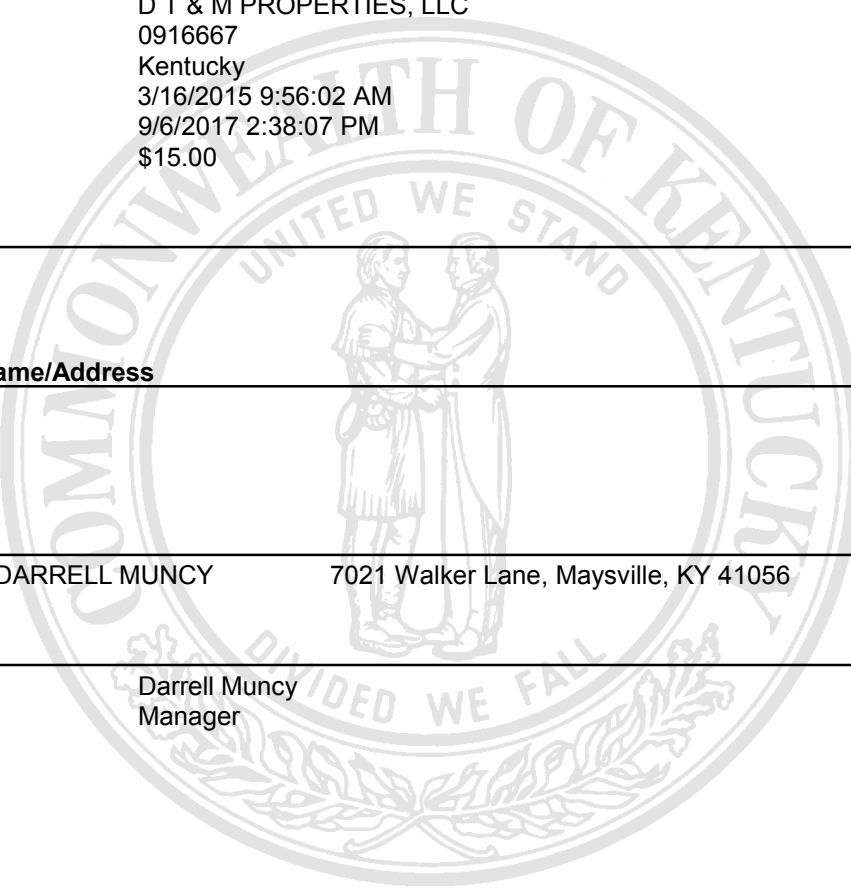 D T & M PROPERTIES, LLC
0916667
Kentucky
3/16/2015 9:56:02 AM
9/6/2017 2:38:07 PM
$15.00
COMMONWEALTH OF KENTUCKY
UNITED WE STAND
ame/Address
DARRELL MUNCY 7021 Walker Lane, Maysville, KY 41056
DIVIDED WE FALL
Darrell Muncy
Manager